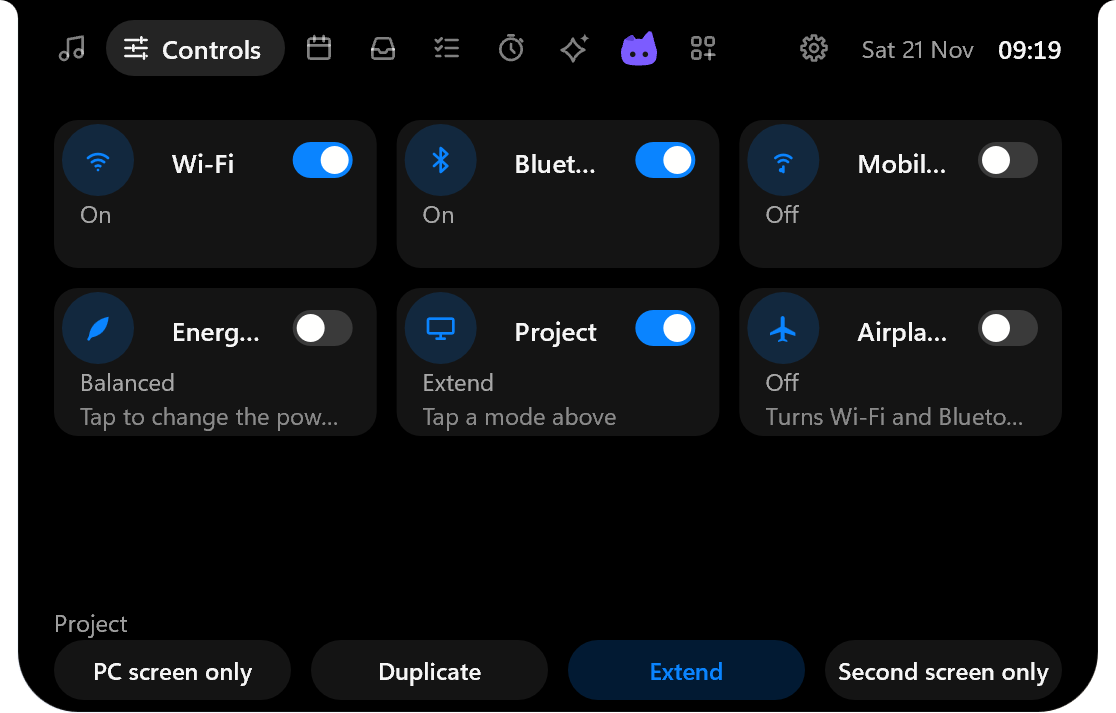 Controls
Sat 21 Nov 09:19
Wi-Fi
On
Bluet...
On
Mobil...
Off
Energ...
Balanced
Tap to change the pow...
Project
Extend
Tap a mode above
Airpla...
Off
Turns Wi-Fi and Blueto...
Project
PC screen only
Duplicate
Extend
Second screen only